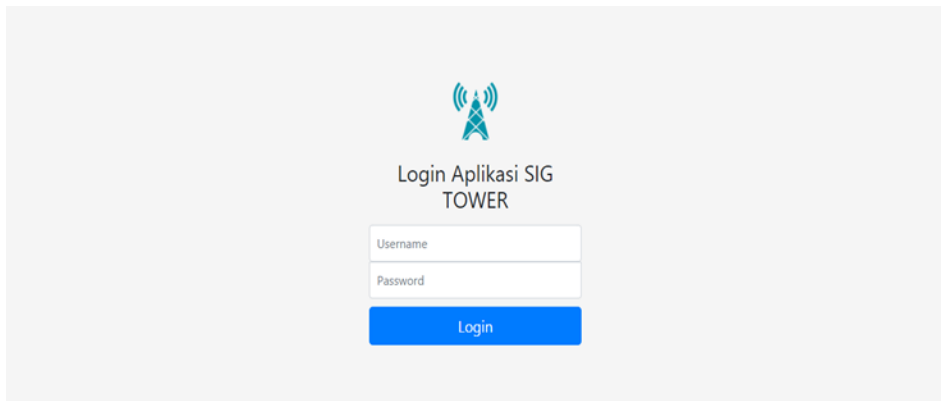 Login Aplikasi SIG
TOWER
Username
Password
Login